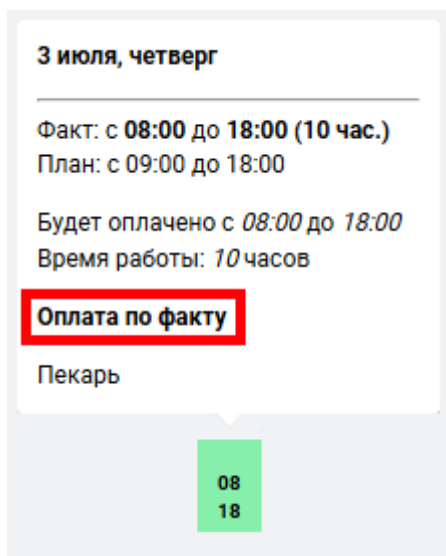 3 июля, четверг
Факт: с 08:00 до 18:00 (10 час.)
План: с 09:00 до 18:00
Будет оплачено с 08:00 до 18:00
Время работы: 10 часов
Оплата по факту
Пекарь
08
18